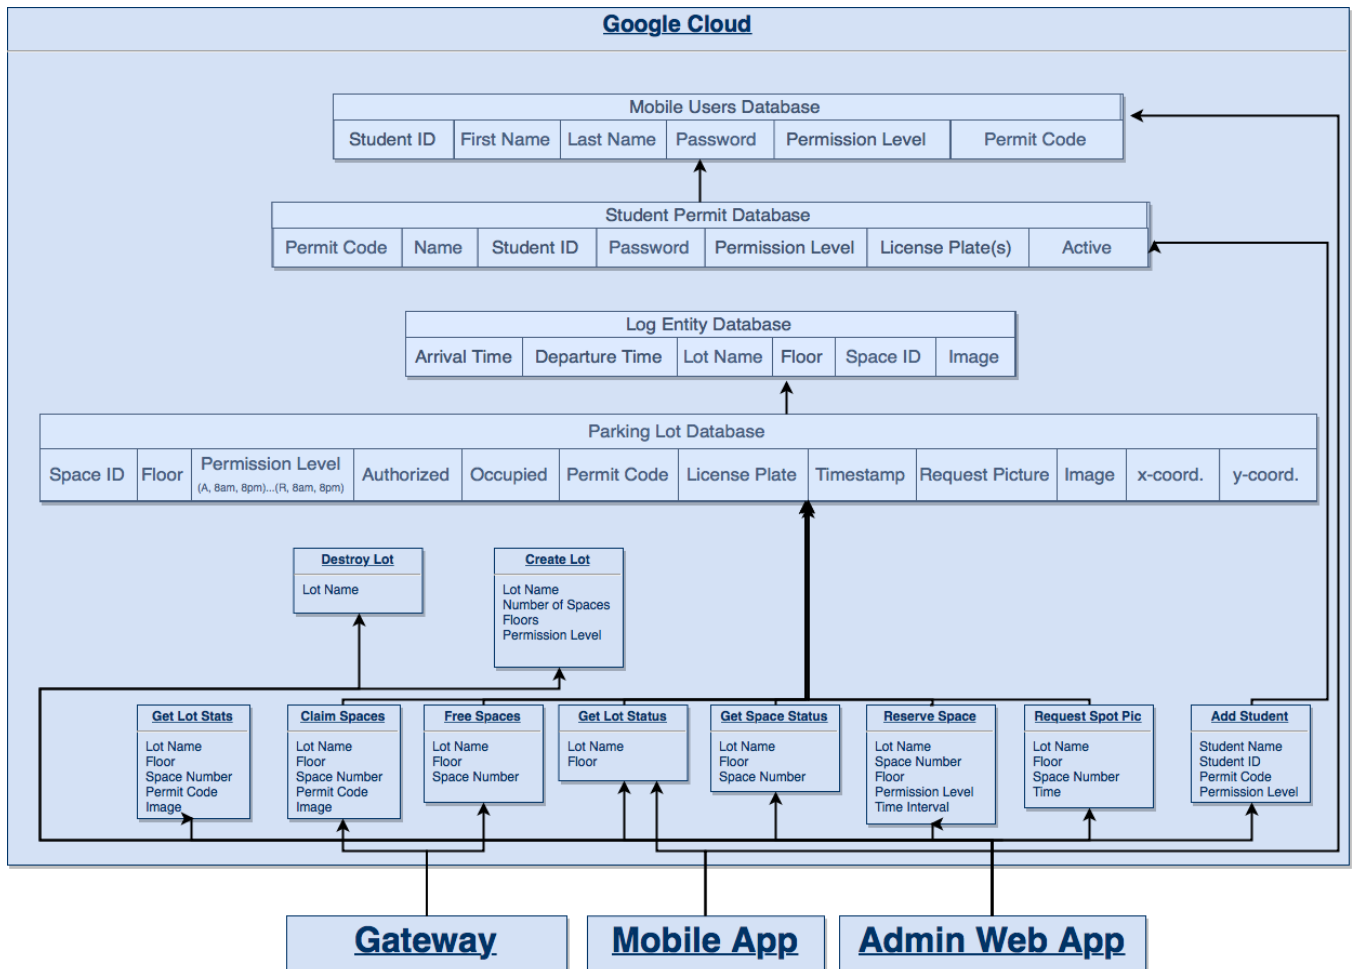 Google Cloud
Mobile Users Database
Student ID First Name Last Name Password Permission Level Permit Code
Student Permit Database
Permit Code Name Student ID Password Permission Level License Plate(s) Active
Log Entity Database
Arrival Time Departure Time Lot Name Floor Space ID Image
Parking Lot Database
Space ID Floor Permission Level (A, 8am, 8pm)...(R, 8am, 8pm) Authorized Occupied Permit Code License Plate Timestamp Request Picture Image x-coord. y-coord.
Destroy Lot
Lot Name
Create Lot
Lot Name
Number of Spaces
Floors
Permission Level
Get Lot Stats
Lot Name
Floor
Space Number
Permit Code
Image
Claim Spaces
Lot Name
Floor
Space Number
Permit Code
Image
Free Spaces
Lot Name
Floor
Space Number
Get Lot Status
Lot Name
Floor
Get Space Status
Lot Name
Floor
Space Number
Reserve Space
Lot Name
Space Number
Floor
Permission Level
Time Interval
Request Spot Pic
Lot Name
Floor
Space Number
Time
Add Student
Student Name
Student ID
Permit Code
Permission Level
Gateway
Mobile App
Admin Web App